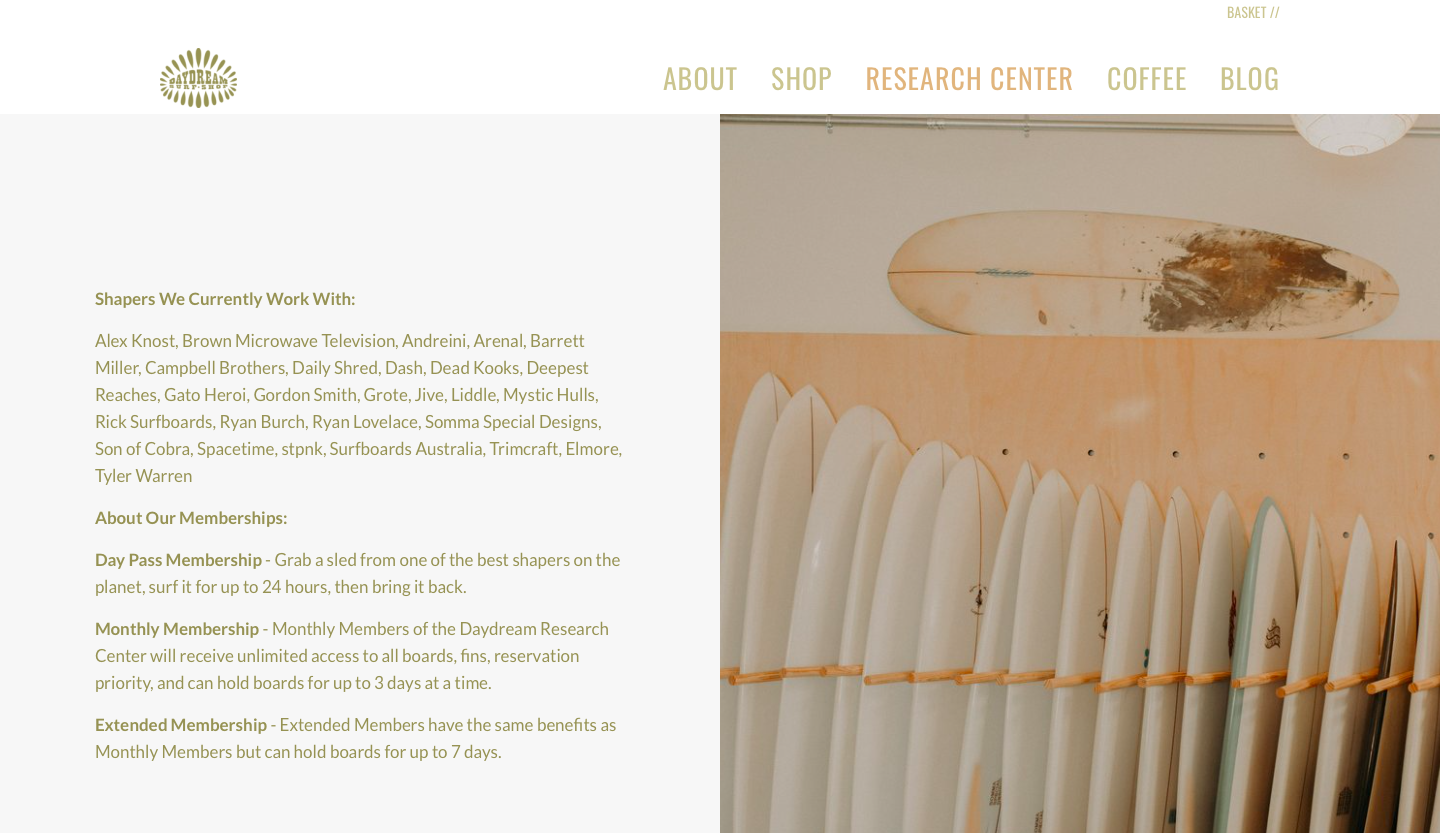 BASKET //
DAYDREAM
SURF·SHOP
ABOUT SHOP RESEARCH CENTER COFFEE BLOG
Shapers We Currently Work With:
Alex Knost, Brown Microwave Television, Andreini, Arenal, Barrett
Miller, Campbell Brothers, Daily Shred, Dash, Dead Kooks, Deepest
Reaches, Gato Heroi, Gordon Smith, Grote, Jive, Liddle, Mystic Hulls,
Rick Surfboards, Ryan Burch, Ryan Lovelace, Somma Special Designs,
Son of Cobra, Spacetime, stpnk, Surfboards Australia, Trimcraft, Elmore,
Tyler Warren
About Our Memberships:
Day Pass Membership - Grab a sled from one of the best shapers on the
planet, surf it for up to 24 hours, then bring it back.
Monthly Membership - Monthly Members of the Daydream Research
Center will receive unlimited access to all boards, fins, reservation
priority, and can hold boards for up to 3 days at a time.
Extended Membership - Extended Members have the same benefits as
Monthly Members but can hold boards for up to 7 days.